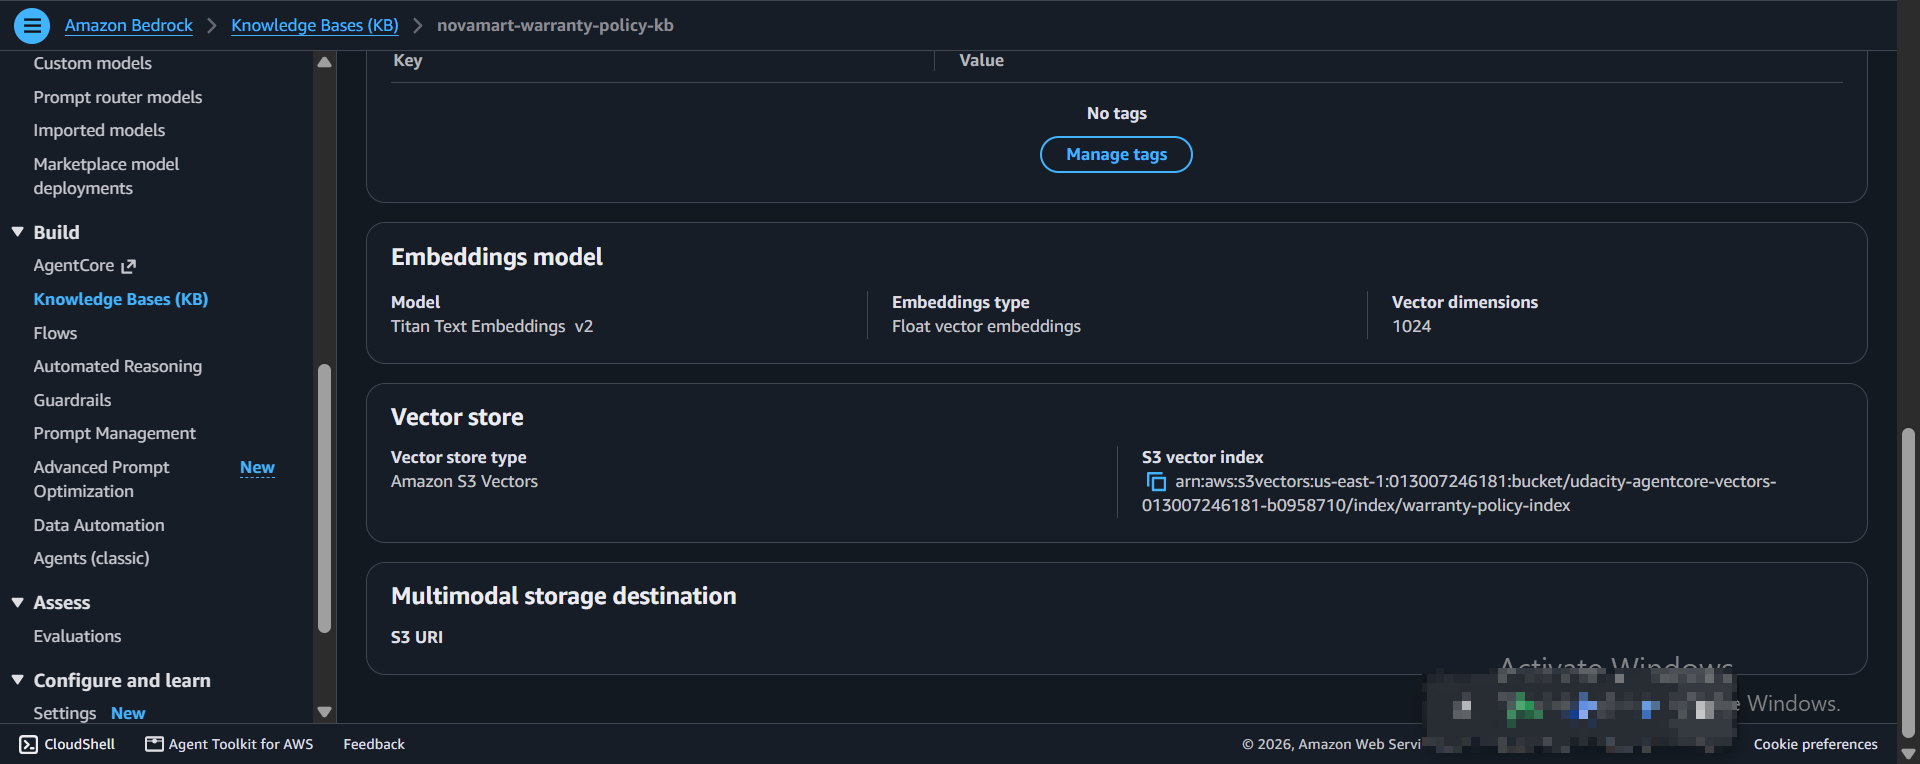 Amazon Bedrock > Knowledge Bases (KB) > novamart-warranty-policy-kb
Custom models
Prompt router models
Imported models
Marketplace model
deployments
Build
AgentCore
Knowledge Bases (KB)
Flows
Automated Reasoning
Guardrails
Prompt Management
Advanced Prompt New
Optimization
Data Automation
Agents (classic)
Assess
Evaluations
Configure and learn
Settings New
Key Value
No tags
Manage tags
Embeddings model
Model
Titan Text Embeddings v2
Embeddings type
Float vector embeddings
Vector dimensions
1024
Vector store
Vector store type
Amazon S3 Vectors
S3 vector index
arn:aws:s3vectors:us-east-1:013007246181:bucket/udacity-agentcore-vectors-
013007246181-b0958710/index/warranty-policy-index
Multimodal storage destination
S3 URI
Activate Windows
Windows.
CloudShell Agent Toolkit for AWS Feedback © 2026, Amazon Web Servi Cookie preferences